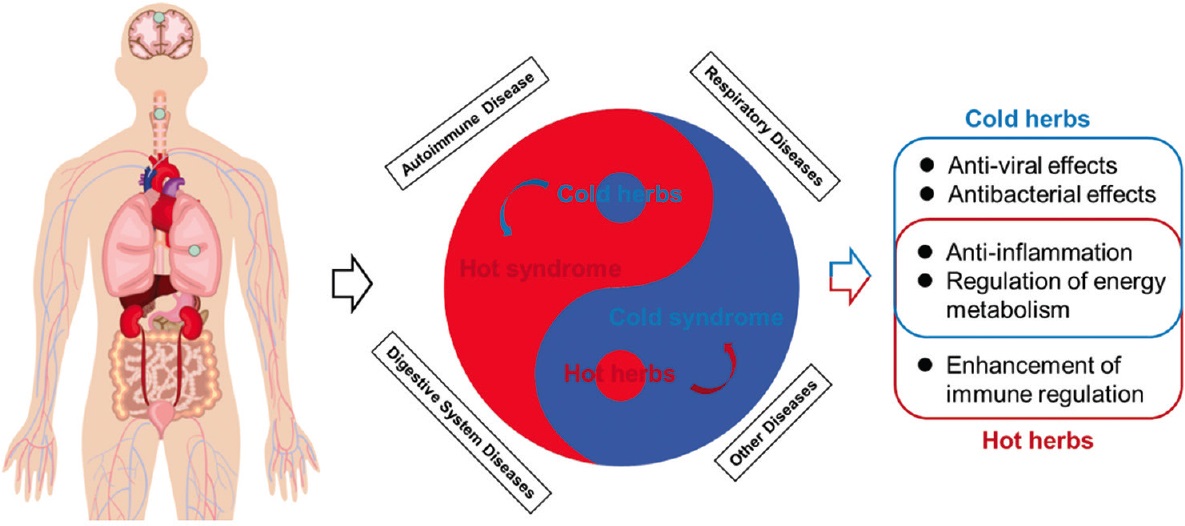 Autoimmune Disease
Respiratory Diseases
Cold herbs
Hot syndrome
Cold syndrome
Hot herbs
Digestive System Diseases
Other Diseases
Cold herbs
● Anti-viral effects
● Antibacterial effects
● Anti-inflammation
● Regulation of energy
metabolism
● Enhancement of
immune regulation
Hot herbs